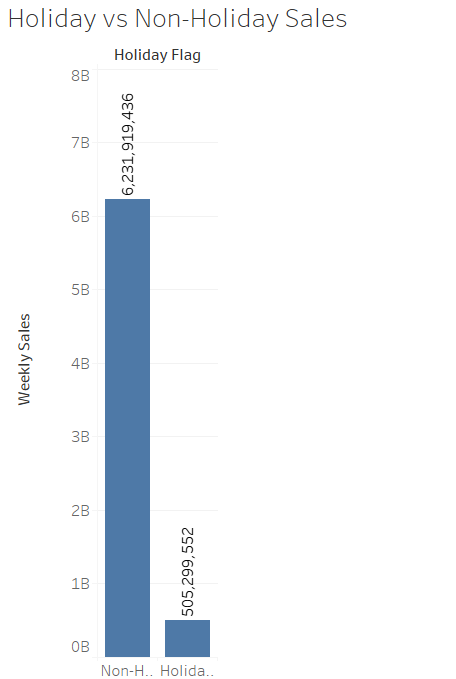 Holiday vs Non-Holiday Sales
Holiday Flag
8B
7B
6B
5B
4B
3B
2B
1B
0B
Weekly Sales
6,231,919,436
505,299,552
Non-H..
Holida..